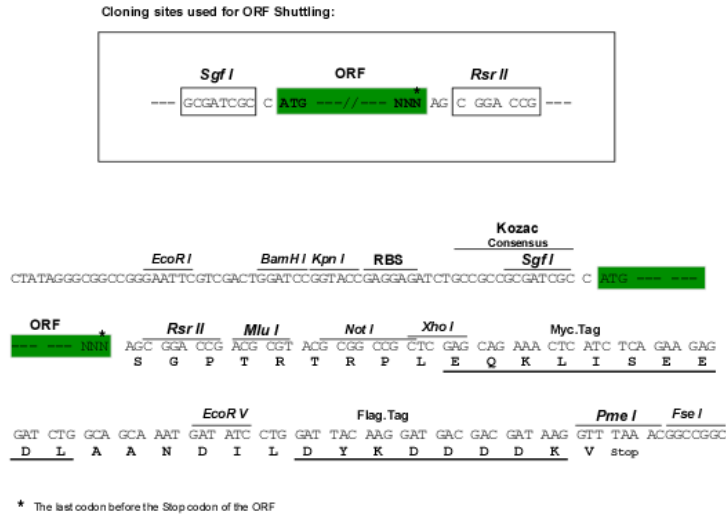 Cloning sites used for ORF Shuttling:
Sgf I ORF Rsr II
*
--- GCGATCGC C ATG ---//--- NNN AG C GGA CCG ---
Kozac
Consensus
EcoR I BamH I Kpn I RBS Sgf I
CTATAGGGCGGCCGGGAATTCGTCGACTGGATCCGGTACCGAGGAGATCTGCCGCCGCGATCGC C ATG --- ---
ORF * Rsr II Mlu I Not I Xho I Myc.Tag
--- --- NNN AGC GGA CCG ACG CGT ACG CGG CCG CTC GAG CAG AAA CTC ATC TCA GAA GAG
S G P T R T R P L E Q K L I S E E
EcoR V Flag.Tag Pme I Fse I
GAT CTG GCA GCA AAT GAT ATC CTG GAT TAC AAG GAT GAC GAC GAT AAG GTT TAA ACGGCCGGC
D L A A N D I L D Y K D D D D K V Stop
* The last codon before the Stop codon of the ORF